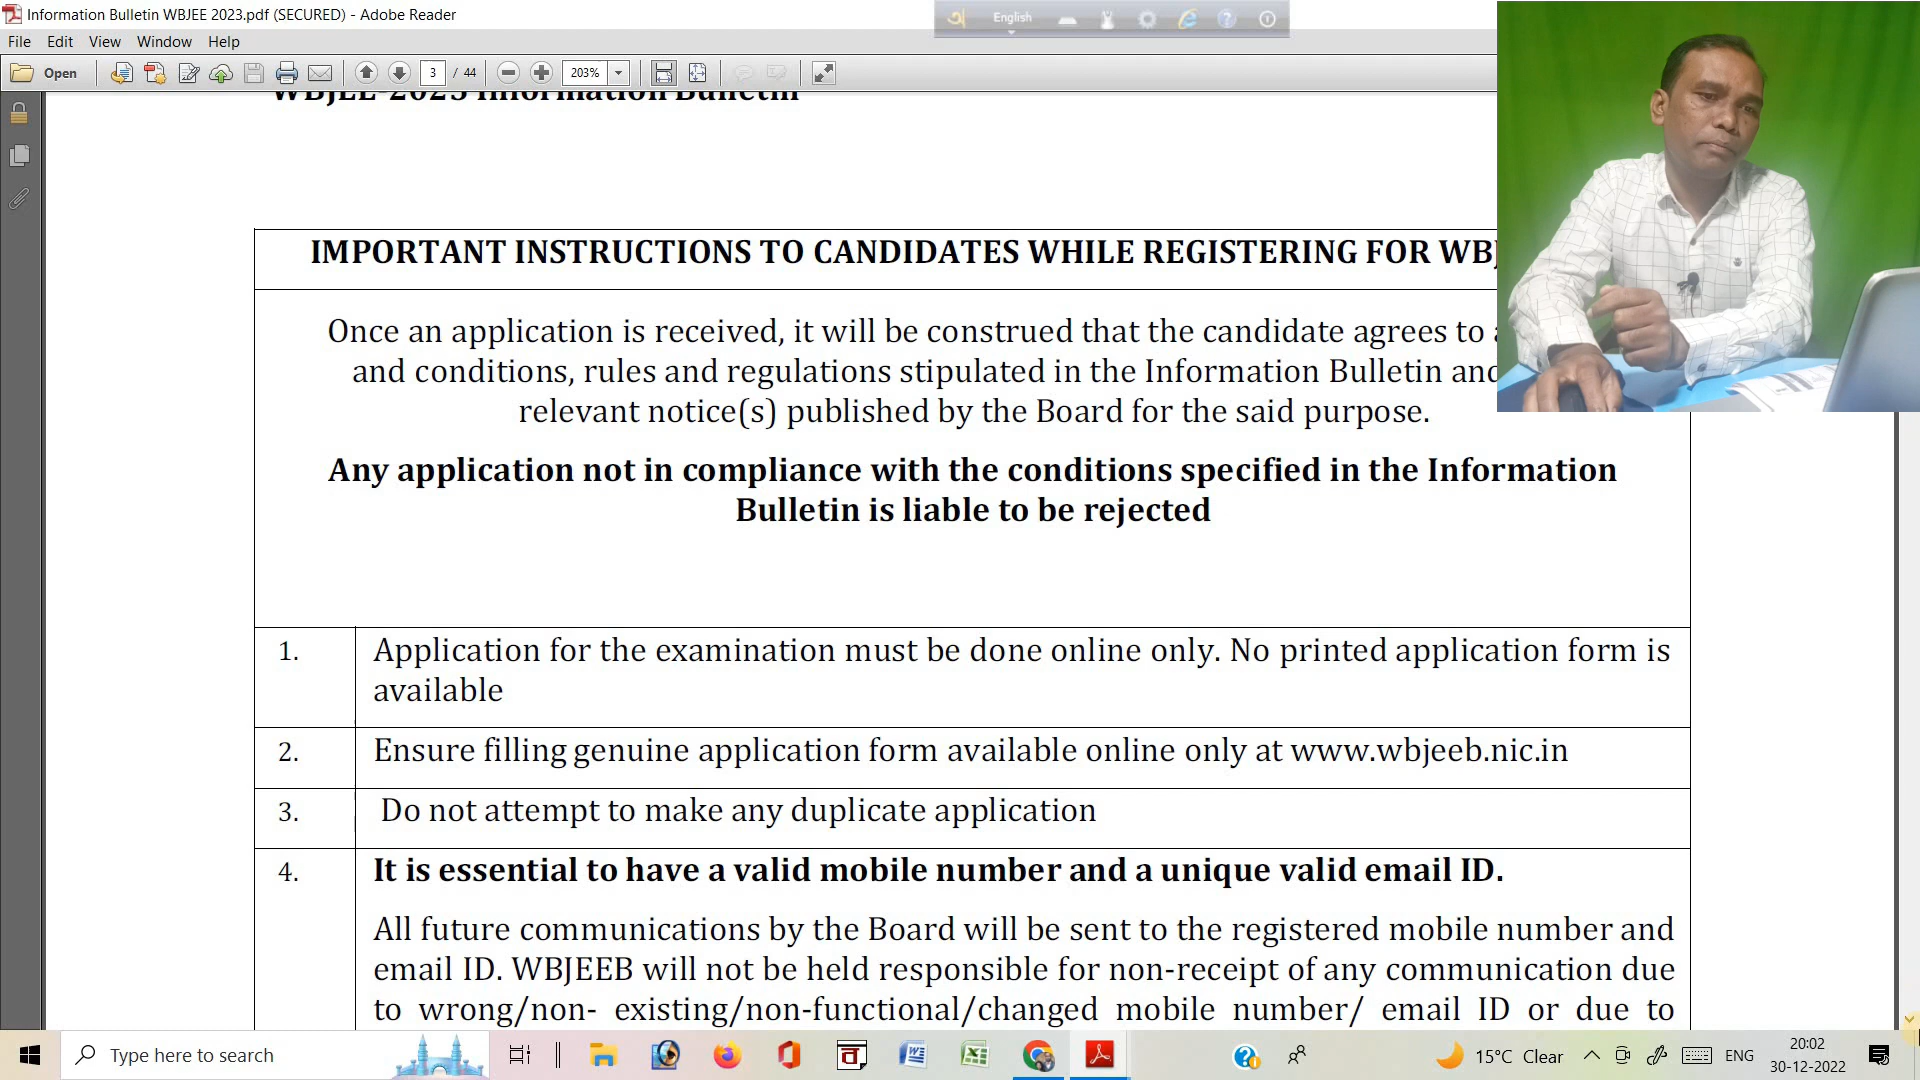 Information Bulletin WBJEE 2023.pdf (SECURED) - Adobe Reader
English
File Edit View Window Help
Open 3 / 44 203%
WBJEE-2023 Information Bulletin
IMPORTANT INSTRUCTIONS TO CANDIDATES WHILE REGISTERING FOR
Once an application is received, it will be construed that the candidate agrees to
and conditions, rules and regulations stipulated in the Information Bulletin and
relevant notice(s) published by the Board for the said purpose.
Any application not in compliance with the conditions specified in the Information
Bulletin is liable to be rejected
1. Application for the examination must be done online only. No printed application form is
available
2. Ensure filling genuine application form available online only at www.wbjeeb.nic.in
3. Do not attempt to make any duplicate application
4. It is essential to have a valid mobile number and a unique valid email ID.
All future communications by the Board will be sent to the registered mobile number and
email ID. WBJEEB will not be held responsible for non-receipt of any communication due
to wrong/non- existing/non-functional/changed mobile number/ email ID or due to
Type here to search
15°C Clear
ENG
20:02
30-12-2022